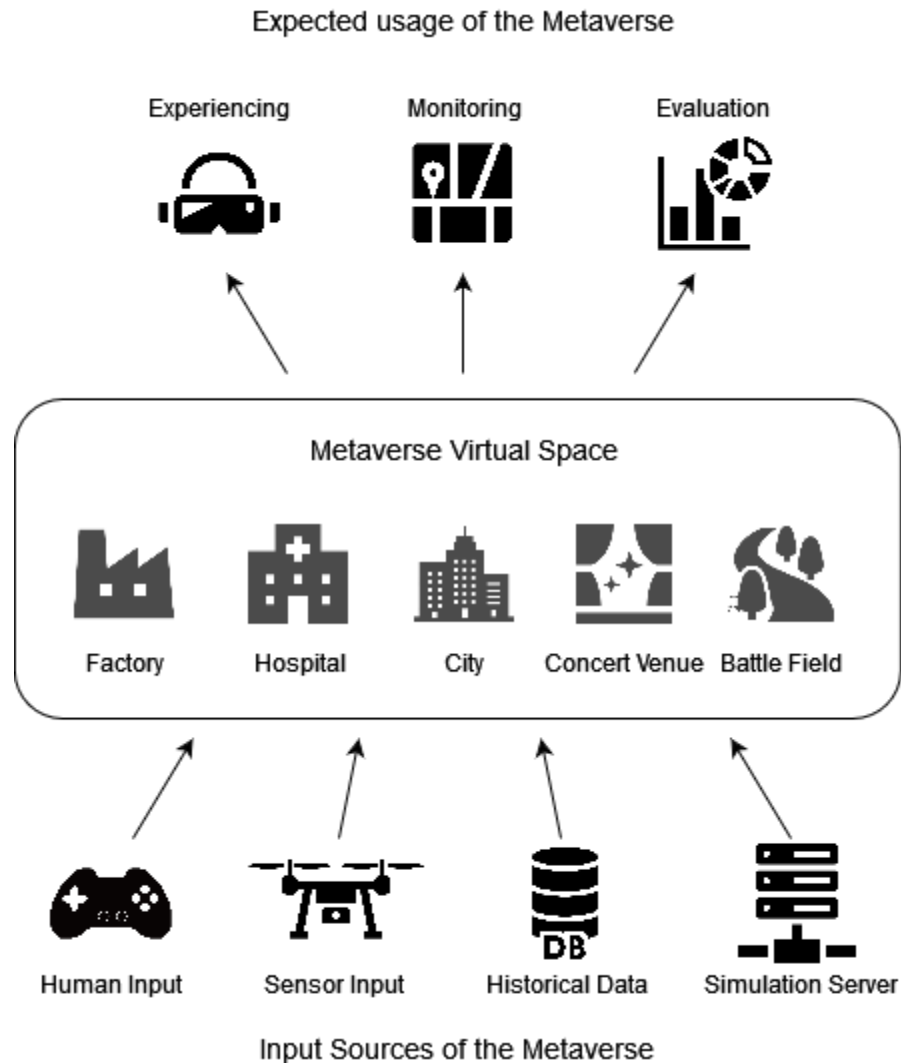 Expected usage of the Metaverse
Experiencing Monitoring Evaluation
Metaverse Virtual Space
Factory Hospital City Concert Venue Battle Field
DB
Human Input Sensor Input Historical Data Simulation Server
Input Sources of the Metaverse